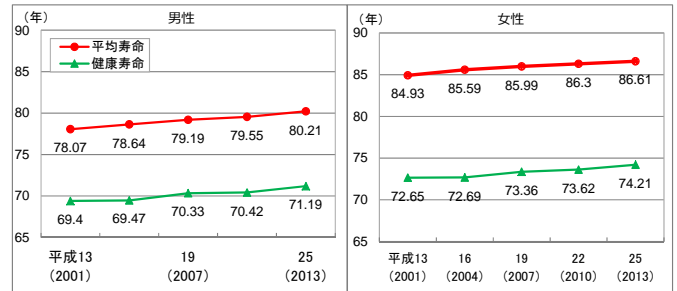 (年) 男性
90
85
80
75
70
65
平均寿命
健康寿命
78.07 78.64 79.19 79.55 80.21
69.4 69.47 70.33 70.42 71.19
平成13 19 25
(2001) (2007) (2013)
(年) 女性
90
85
80
75
70
65
84.93 85.59 85.99 86.3 86.61
72.65 72.69 73.36 73.62 74.21
平成13 16 19 22 25
(2001) (2004) (2007) (2010) (2013)